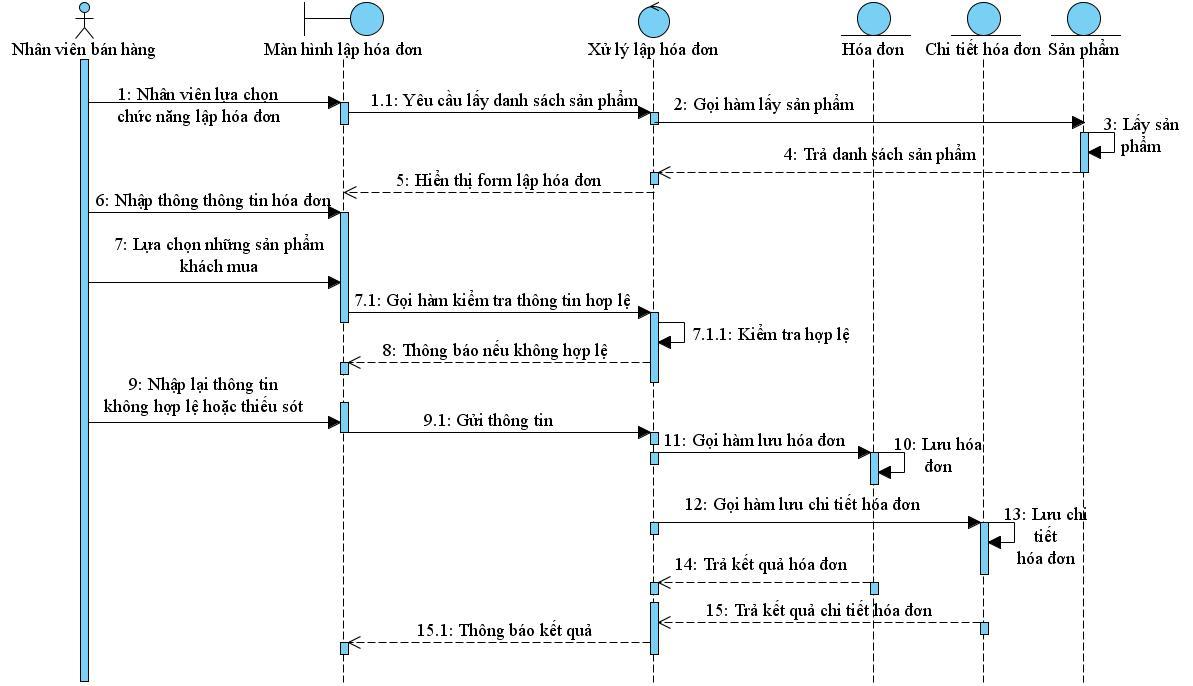 Nhân viên bán hàng
Màn hình lập hóa đơn
Xử lý lập hóa đơn
Hóa đơn
Chi tiết hóa đơn
Sản phẩm
1: Nhân viên lựa chọn
chức năng lập hóa đơn
1.1: Yêu cầu lấy danh sách sản phẩm
2: Gọi hàm lấy sản phẩm
3: Lấy sản
phẩm
4: Trả danh sách sản phẩm
5: Hiển thị form lập hóa đơn
6: Nhập thông thông tin hóa đơn
7: Lựa chọn những sản phẩm
khách mua
7.1: Gọi hàm kiểm tra thông tin hơp lệ
7.1.1: Kiểm tra hợp lệ
8: Thông báo nếu không hợp lệ
9: Nhập lại thông tin
không hợp lệ hoặc thiếu sót
9.1: Gửi thông tin
11: Gọi hàm lưu hóa đơn
10: Lưu hóa
đơn
12: Gọi hàm lưu chi tiết hóa đơn
13: Lưu chi
tiết
hóa đơn
14: Trả kết quả hóa đơn
15: Trả kết quả chi tiết hóa đơn
15.1: Thông báo kết quả